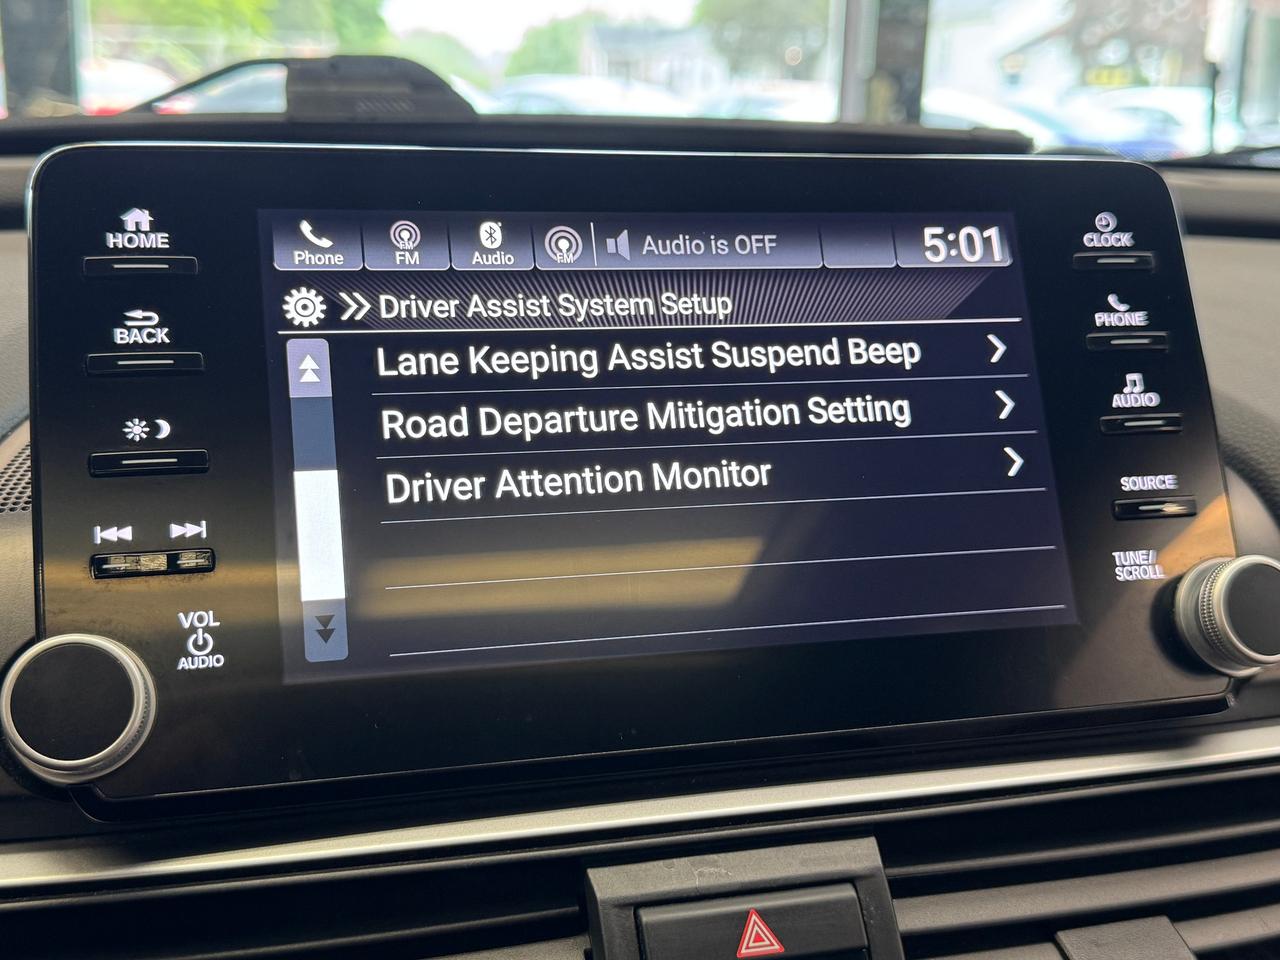 HOME
BACK
VOL
AUDIO
Phone
FM
FM
Audio
FM
Audio is OFF
5:01
Driver Assist System Setup
Lane Keeping Assist Suspend Beep
Road Departure Mitigation Setting
Driver Attention Monitor
CLOCK
PHONE
AUDIO
SOURCE
TUNE/
SCROLL